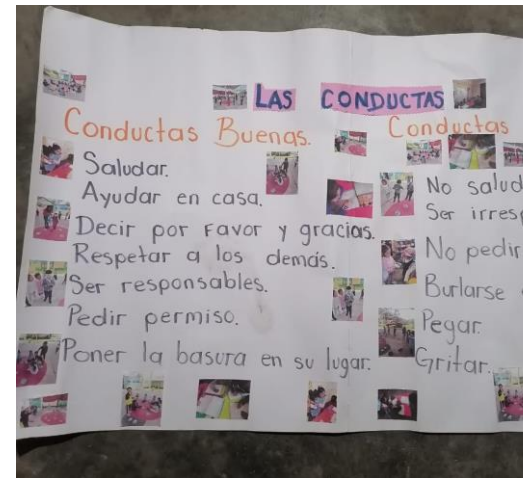 LAS CONDUCTAS
Conductas Buenas.
Saludar.
Ayudar en casa.
Decir por Favor y gracias.
Respetar a los demás.
Ser responsables.
Pedir permiso.
Poner la basura en su lugar.
Conductas
No
Ser
No pedir
Burlarse
Pegar.
Gritar.